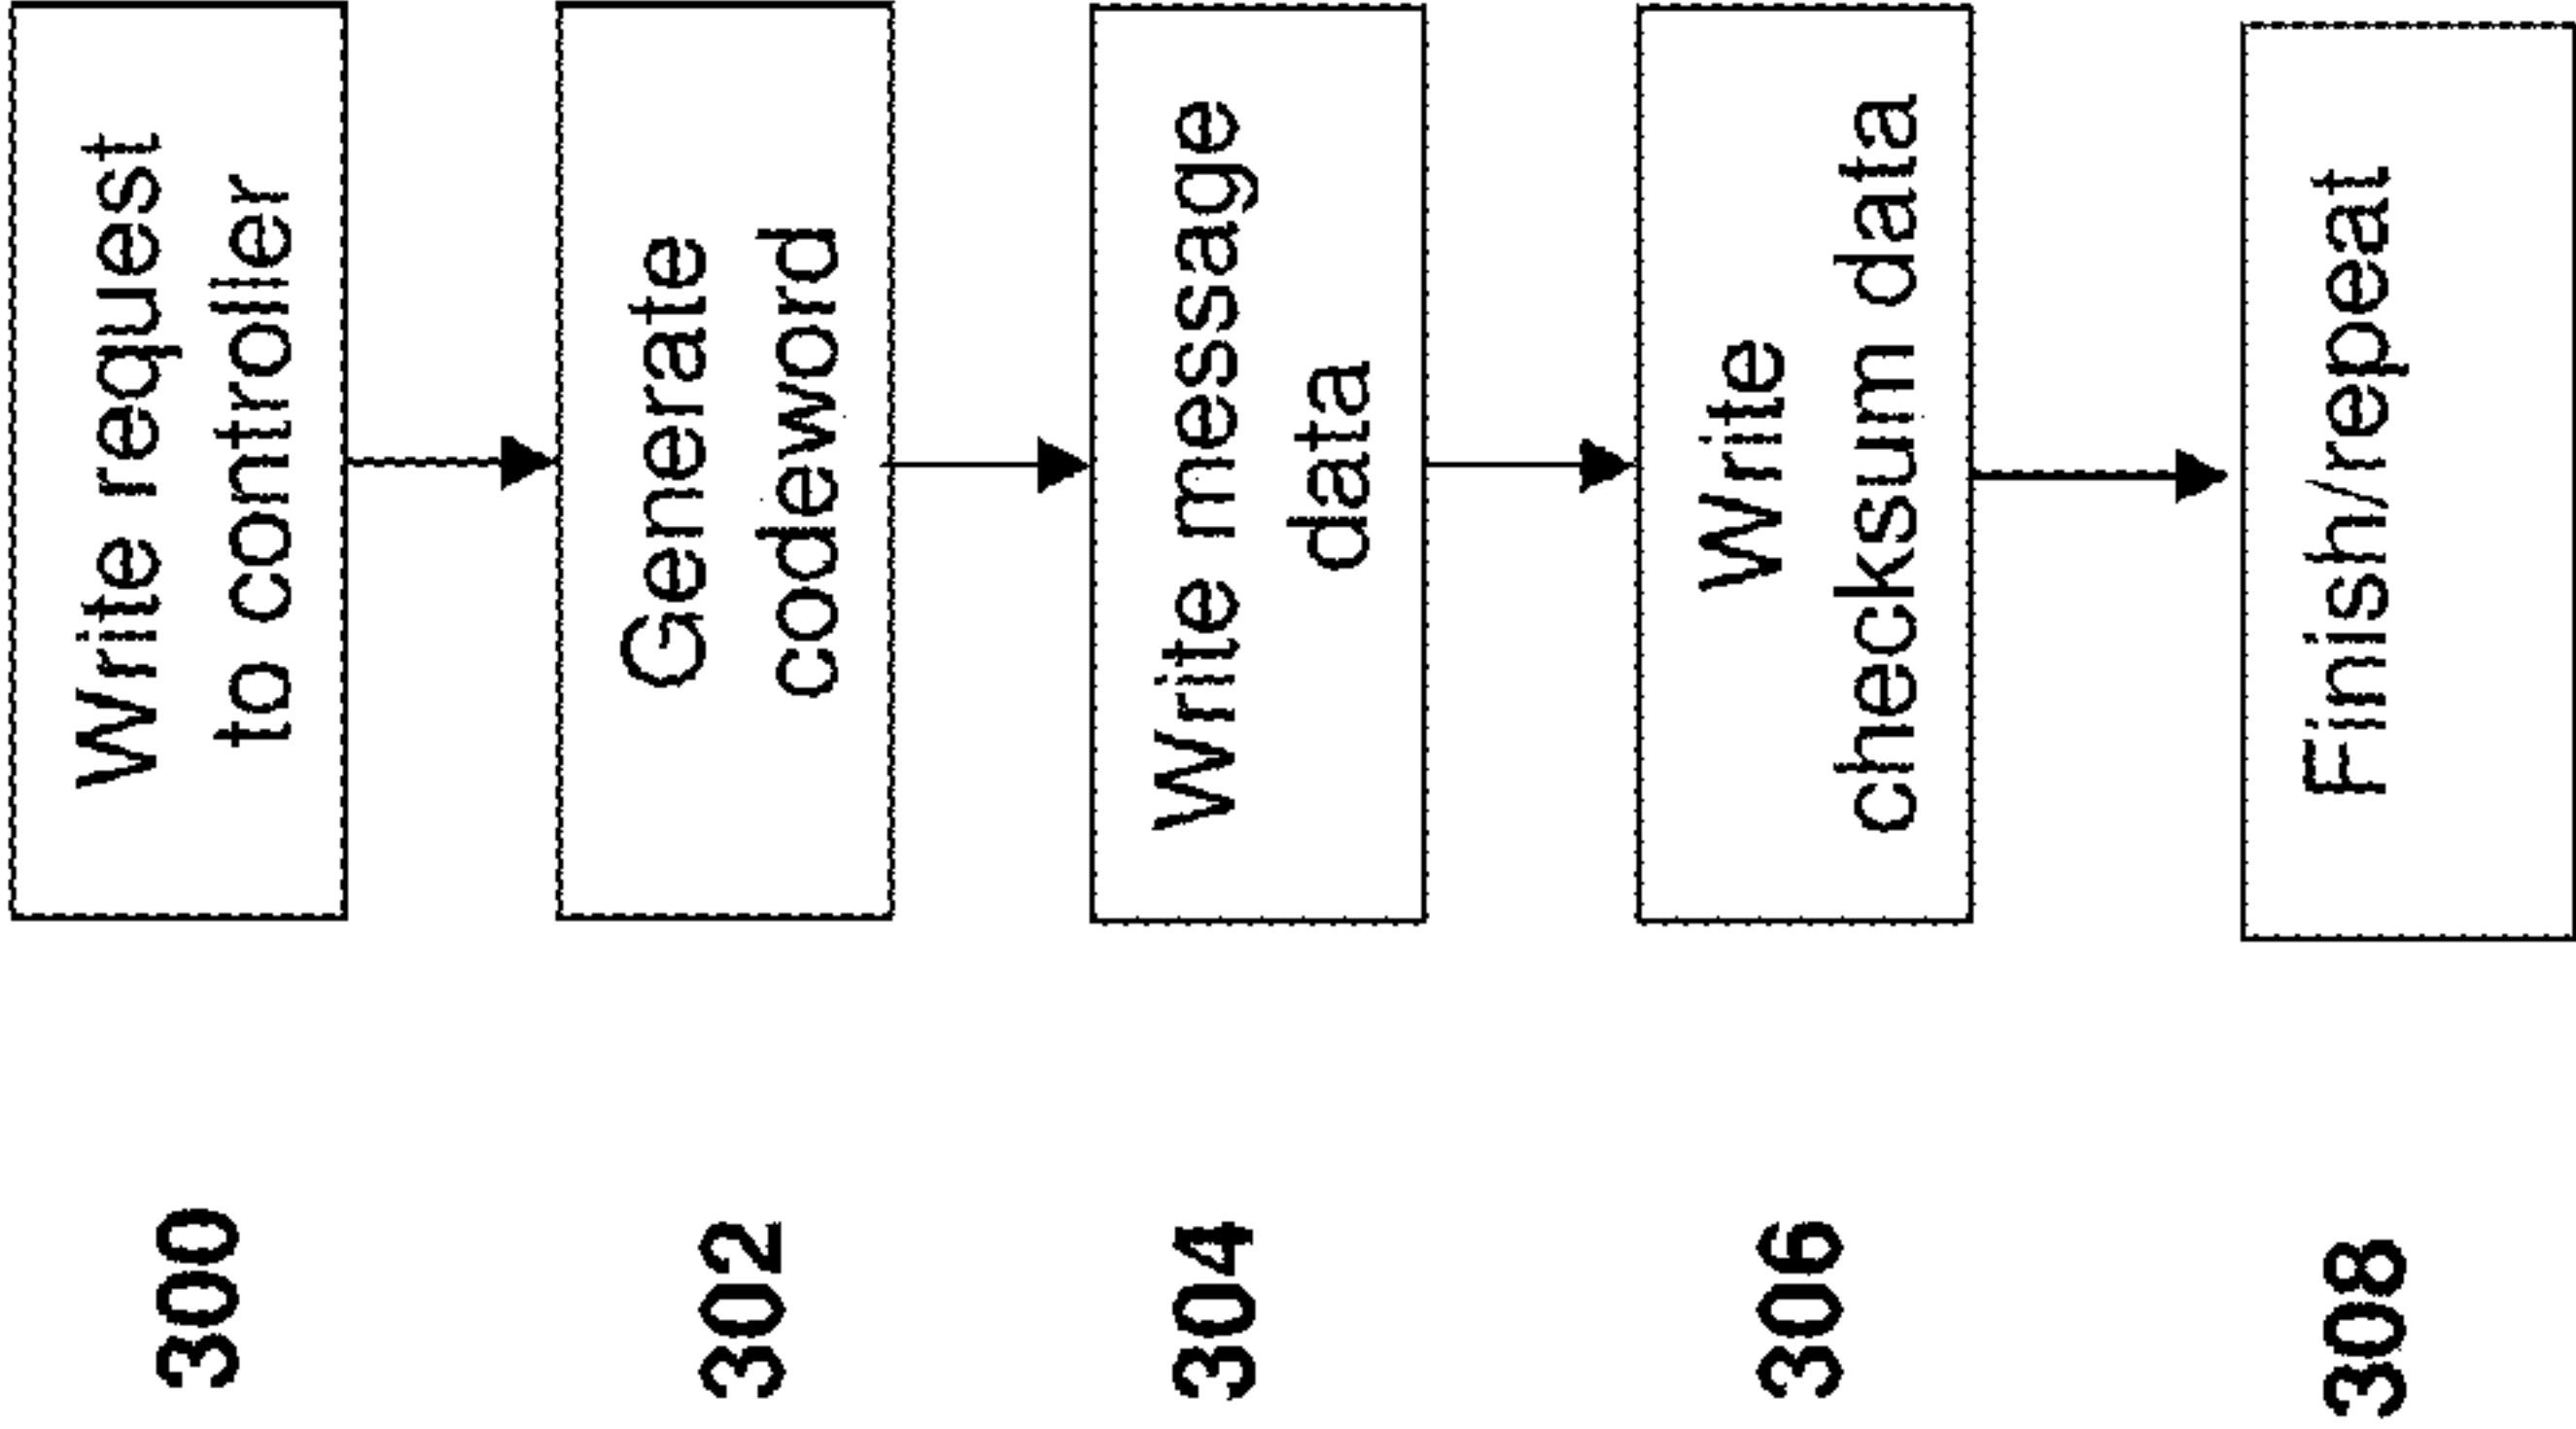 300
Write request
to controller
302
Generate
codeword
304
Write message
data
306
Write
checksum data
308
Finish/repeat